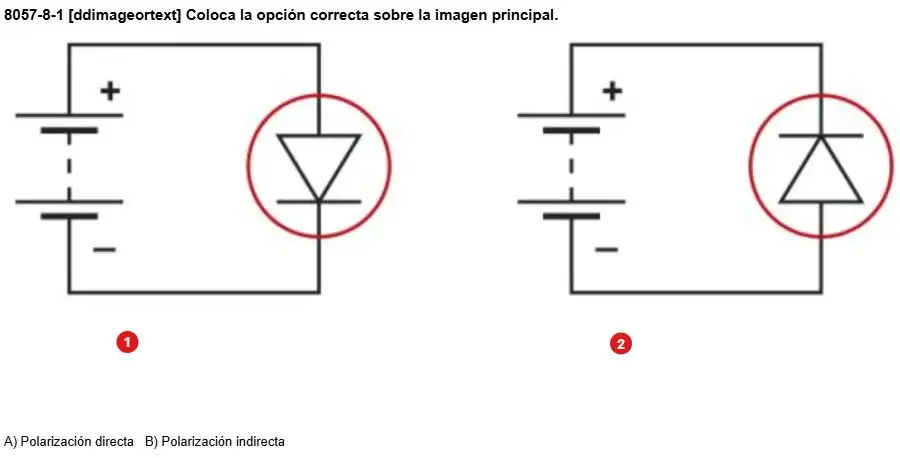 8057-8-1 [ddimageortext] Coloca la opción correcta sobre la imagen principal.
+ +
− −
1 2
A) Polarización directa B) Polarización indirecta